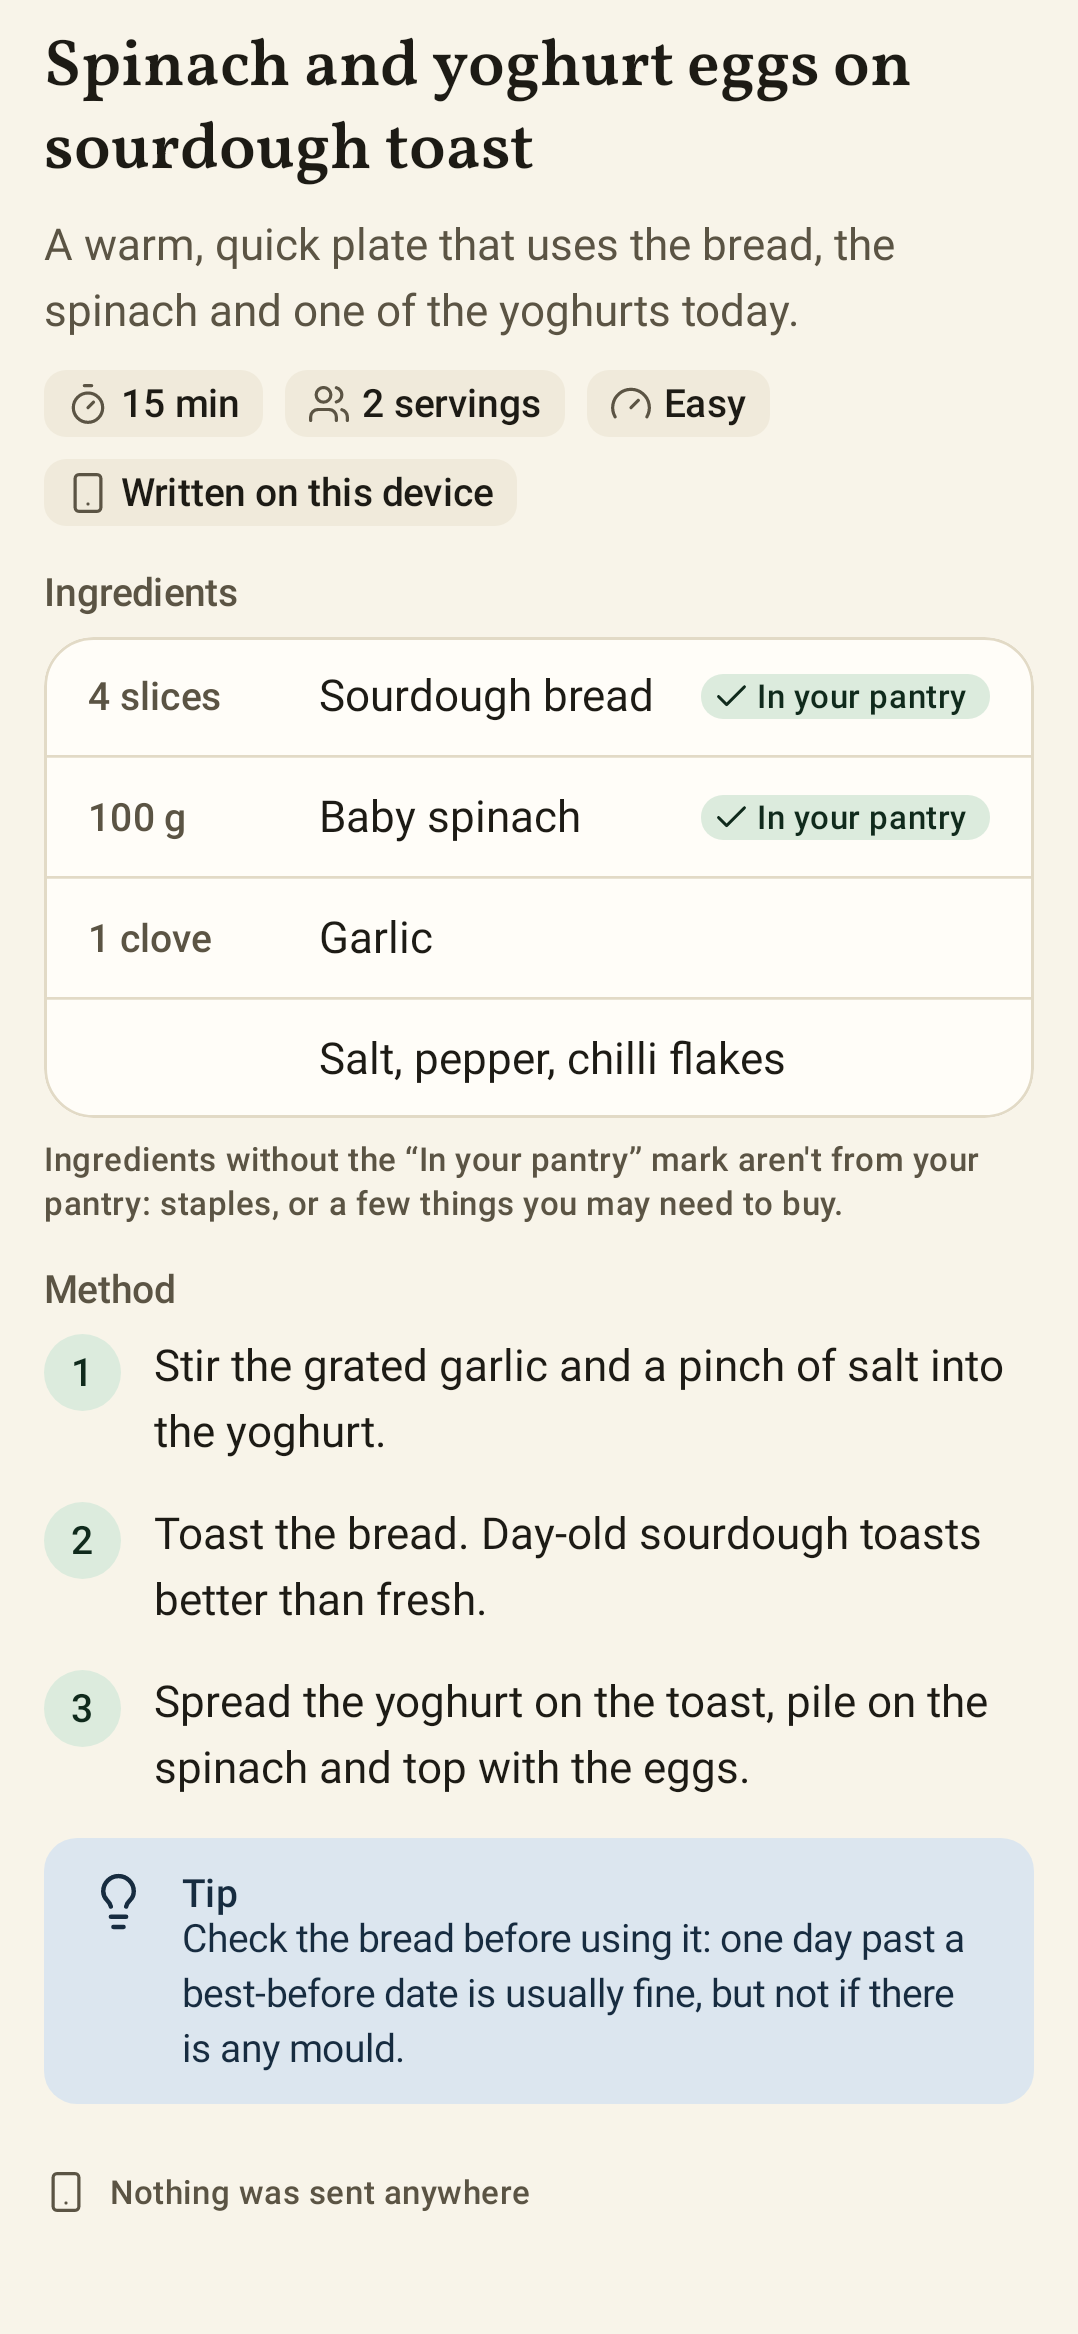 Spinach and yoghurt eggs on
sourdough toast
A warm, quick plate that uses the bread, the
spinach and one of the yoghurts today.
15 min
2 servings
Easy
Written on this device
Ingredients
4 slices Sourdough bread In your pantry
100 g Baby spinach In your pantry
1 clove Garlic
Salt, pepper, chilli flakes
Ingredients without the “In your pantry” mark aren't from your
pantry: staples, or a few things you may need to buy.
Method
1 Stir the grated garlic and a pinch of salt into
the yoghurt.
2 Toast the bread. Day-old sourdough toasts
better than fresh.
3 Spread the yoghurt on the toast, pile on the
spinach and top with the eggs.
Tip
Check the bread before using it: one day past a
best-before date is usually fine, but not if there
is any mould.
Nothing was sent anywhere